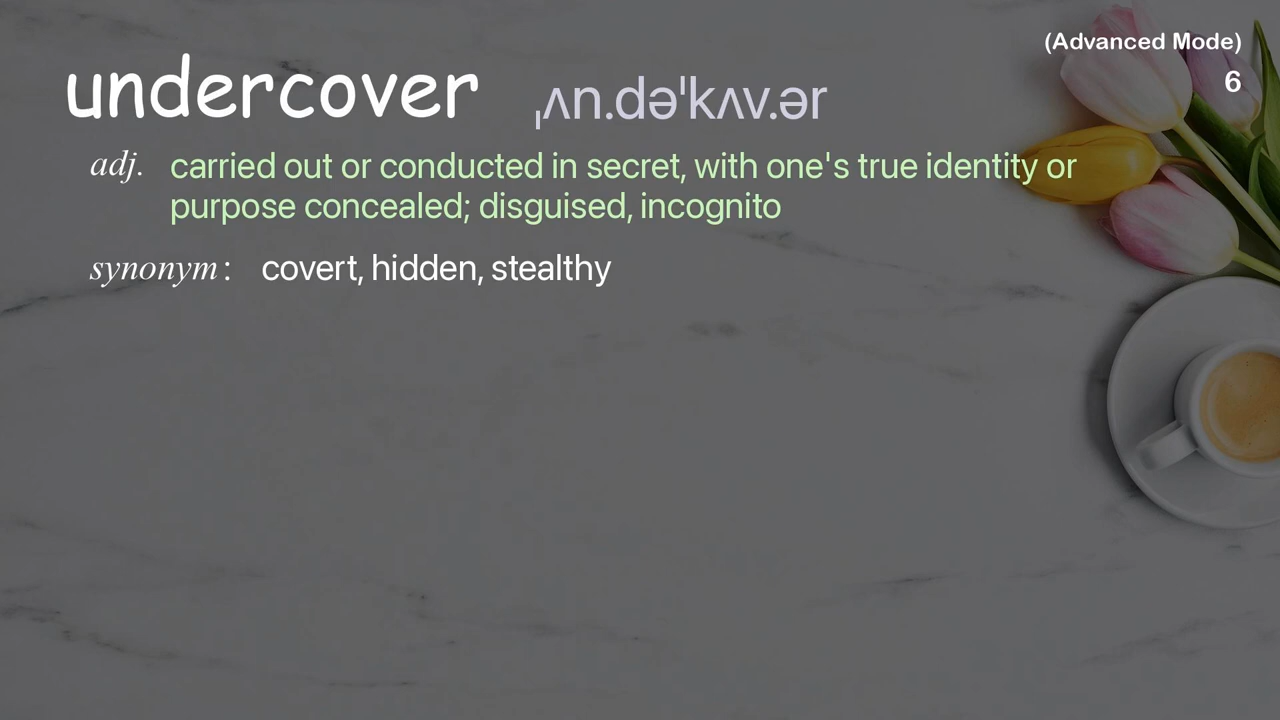 (Advanced Mode)
6
undercover ˌʌn.dəˈkʌv.ər
adj. carried out or conducted in secret, with one's true identity or
purpose concealed; disguised, incognito
synonym: covert, hidden, stealthy